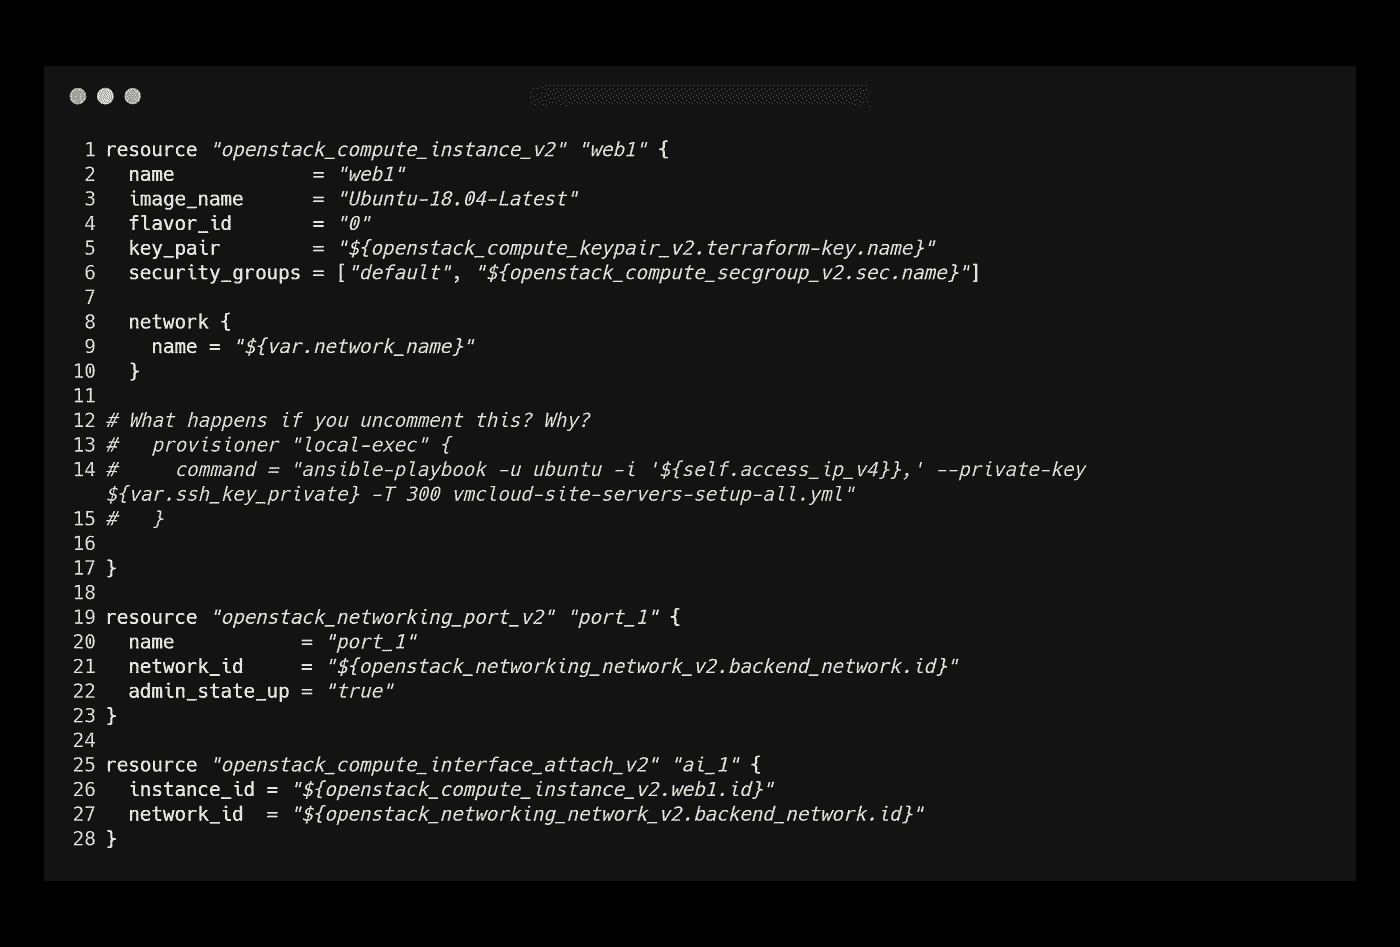 1 resource "openstack_compute_instance_v2" "web1" {
2   name            = "web1"
3   image_name      = "Ubuntu-18.04-Latest"
4   flavor_id       = "0"
5   key_pair        = "${openstack_compute_keypair_v2.terraform-key.name}"
6   security_groups = ["default", "${openstack_compute_secgroup_v2.sec.name}"]
7
8   network {
9     name = "${var.network_name}"
10   }
11
12 # What happens if you uncomment this? Why?
13 #   provisioner "local-exec" {
14 #     command = "ansible-playbook -u ubuntu -i '${self.access_ip_v4}},' --private-key
${var.ssh_key_private} -T 300 vmcloud-site-servers-setup-all.yml"
15 #   }
16
17 }
18
19 resource "openstack_networking_port_v2" "port_1" {
20   name           = "port_1"
21   network_id     = "${openstack_networking_network_v2.backend_network.id}"
22   admin_state_up = "true"
23 }
24
25 resource "openstack_compute_interface_attach_v2" "ai_1" {
26   instance_id = "${openstack_compute_instance_v2.web1.id}"
27   network_id  = "${openstack_networking_network_v2.backend_network.id}"
28 }